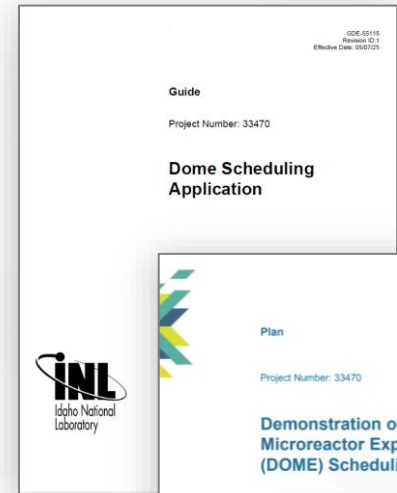 GDE-55115
Revision ID:1
Effective Date: 05/07/25
Guide
Project Number: 33470
Dome Scheduling
Application
INL
Idaho National
Laboratory
Plan
Project Number: 33470
Demonstration o
Microreactor Exp
(DOME) Scheduli